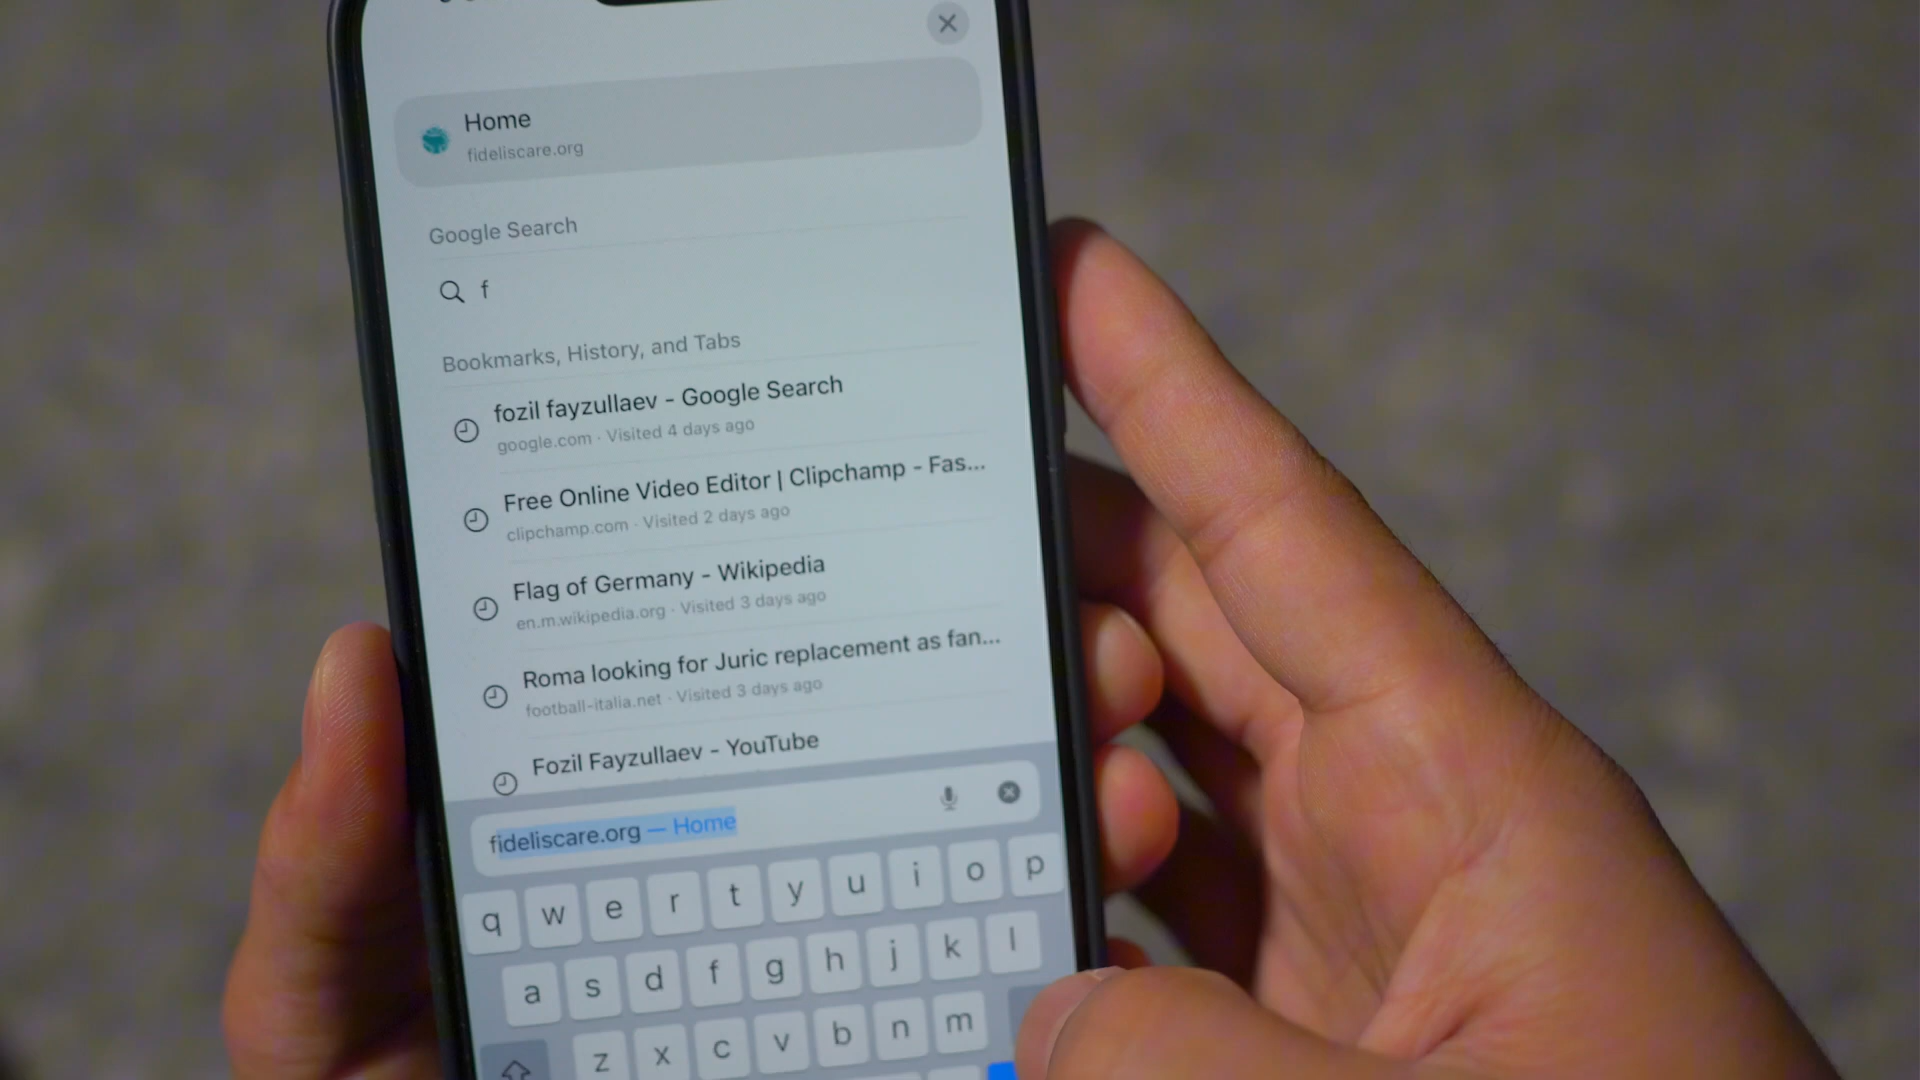 Home
fideliscare.org
Google Search
f
Bookmarks, History, and Tabs
fozil fayzullaev - Google Search
google.com · Visited 4 days ago
Free Online Video Editor | Clipchamp - Fas...
clipchamp.com · Visited 2 days ago
Flag of Germany - Wikipedia
en.m.wikipedia.org · Visited 3 days ago
Roma looking for Juric replacement as fan...
football-italia.net · Visited 3 days ago
Fozil Fayzullaev - YouTube
fideliscare.org — Home
q w e r t y u i o p
a s d f g h j k l
z x c v b n m